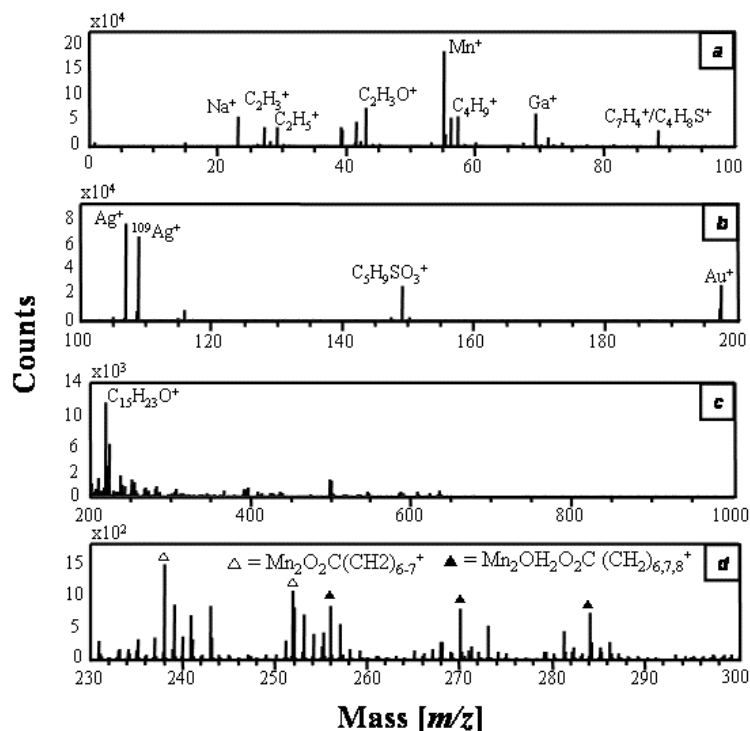 x10⁴
20
15
10
5
0
a
Na⁺
C₂H₃⁺
C₂H₅⁺
C₂H₃O⁺
Mn⁺
C₄H₉⁺
Ga⁺
C₇H₄⁺/C₄H₈S⁺
20 40 60 80 100
x10⁴
8
6
4
2
0
b
Ag⁺
¹⁰⁹Ag⁺
C₅H₉SO₃⁺
Au⁺
100 120 140 160 180 200
Counts
x10³
14
10
6
3
0
c
C₁₅H₂₃O⁺
200 400 600 800 1000
x10²
15
10
5
0
d
△ = Mn₂O₂C(CH2)₆₋₇⁺ ▲ = Mn₂OH₂O₂C (CH₂)₆,₇,₈⁺
230 240 250 260 270 280 290 300
Mass [m/z]